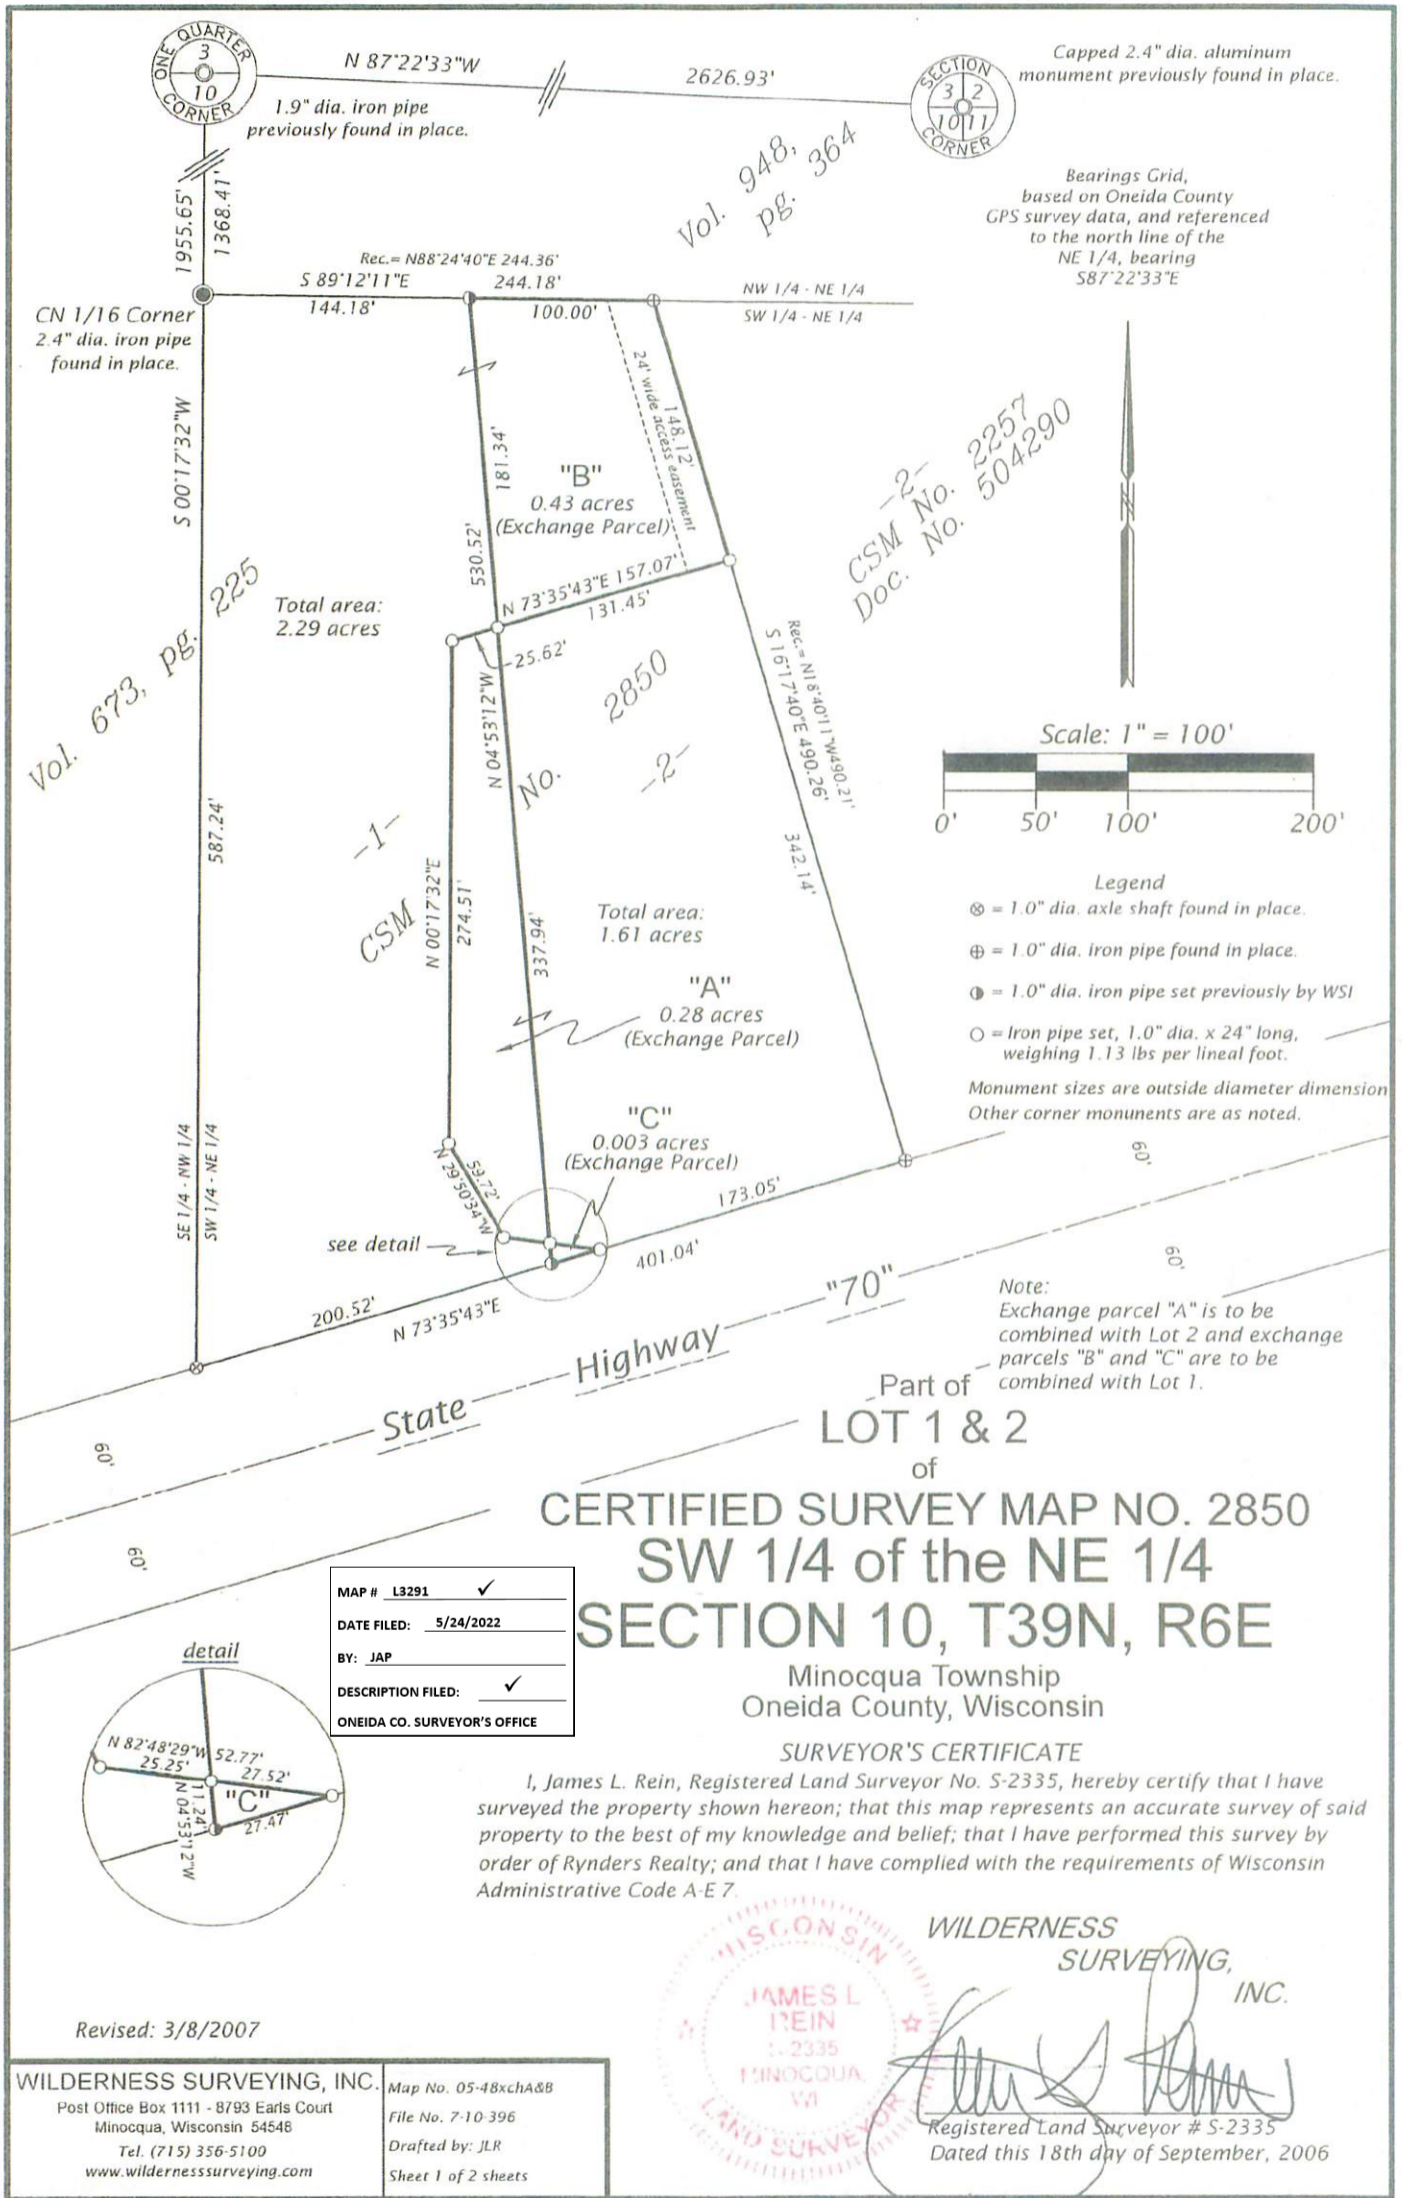 ONE QUARTER CORNER
3
10
N 87°22'33"W
2626.93'
1.9" dia. iron pipe
previously found in place.
SECTION CORNER
3 2
10 11
Capped 2.4" dia. aluminum
monument previously found in place.
Vol. 948,
pg. 364
Bearings Grid,
based on Oneida County
GPS survey data, and referenced
to the north line of the
NE 1/4, bearing
S87°22'33"E
1955.65'
1368.41'
Rec.= N88°24'40"E 244.36'
S 89°12'11"E
244.18'
144.18'
100.00'
NW 1/4 - NE 1/4
SW 1/4 - NE 1/4
CN 1/16 Corner
2.4" dia. iron pipe
found in place.
S 00°17'32"W
24' wide access easement
148.12'
181.34'
530.52'
"B"
0.43 acres
(Exchange Parcel)
-2-
CSM No. 2257
Doc. No. 504290
N 73°35'43"E 157.07'
131.45'
25.62'
Total area:
2.29 acres
Vol. 673, pg. 225
587.24'
N 04°53'12"W
Rec.= N18°40'11"W490.21'
S 16°17'40"E 490.26'
342.14'
CSM No. 2850
-1-
-2-
N 00°17'32"E
274.51'
337.94'
Total area:
1.61 acres
"A"
0.28 acres
(Exchange Parcel)
"C"
0.003 acres
(Exchange Parcel)
Scale: 1" = 100'
0' 50' 100' 200'
Legend
⊗ = 1.0" dia. axle shaft found in place.
⊕ = 1.0" dia. iron pipe found in place.
◑ = 1.0" dia. iron pipe set previously by WSI
○ = Iron pipe set, 1.0" dia. x 24" long,
weighing 1.13 lbs per lineal foot.
Monument sizes are outside diameter dimension
Other corner monunents are as noted.
SE 1/4 - NW 1/4
SW 1/4 - NE 1/4
N 29°50'34"W
59.72'
see detail
173.05'
401.04'
200.52'
N 73°35'43"E
60'
60'
State Highway "70"
60'
60'
Note:
Exchange parcel "A" is to be
combined with Lot 2 and exchange
parcels "B" and "C" are to be
combined with Lot 1.
Part of
LOT 1 & 2
of
CERTIFIED SURVEY MAP NO. 2850
SW 1/4 of the NE 1/4
SECTION 10, T39N, R6E
Minocqua Township
Oneida County, Wisconsin
MAP # L3291 ✓
DATE FILED: 5/24/2022
BY: JAP
DESCRIPTION FILED: ✓
ONEIDA CO. SURVEYOR'S OFFICE
detail
N 82°48'29"W 52.77'
25.25'
27.52'
11.24'
N 04°53'12"W
"C"
27.47'
SURVEYOR'S CERTIFICATE
I, James L. Rein, Registered Land Surveyor No. S-2335, hereby certify that I have
surveyed the property shown hereon; that this map represents an accurate survey of said
property to the best of my knowledge and belief; that I have performed this survey by
order of Rynders Realty; and that I have complied with the requirements of Wisconsin
Administrative Code A-E 7.
WISCONSIN
JAMES L
REIN
S-2335
MINOCQUA,
WI
LAND SURVEYOR
WILDERNESS
SURVEYING,
INC.
Registered Land Surveyor # S-2335
Dated this 18th day of September, 2006
Revised: 3/8/2007
WILDERNESS SURVEYING, INC.
Post Office Box 1111 - 8793 Earls Court
Minocqua, Wisconsin 54548
Tel. (715) 356-5100
www.wildernesssurveying.com
Map No. 05-48xchA&B
File No. 7-10-396
Drafted by: JLR
Sheet 1 of 2 sheets